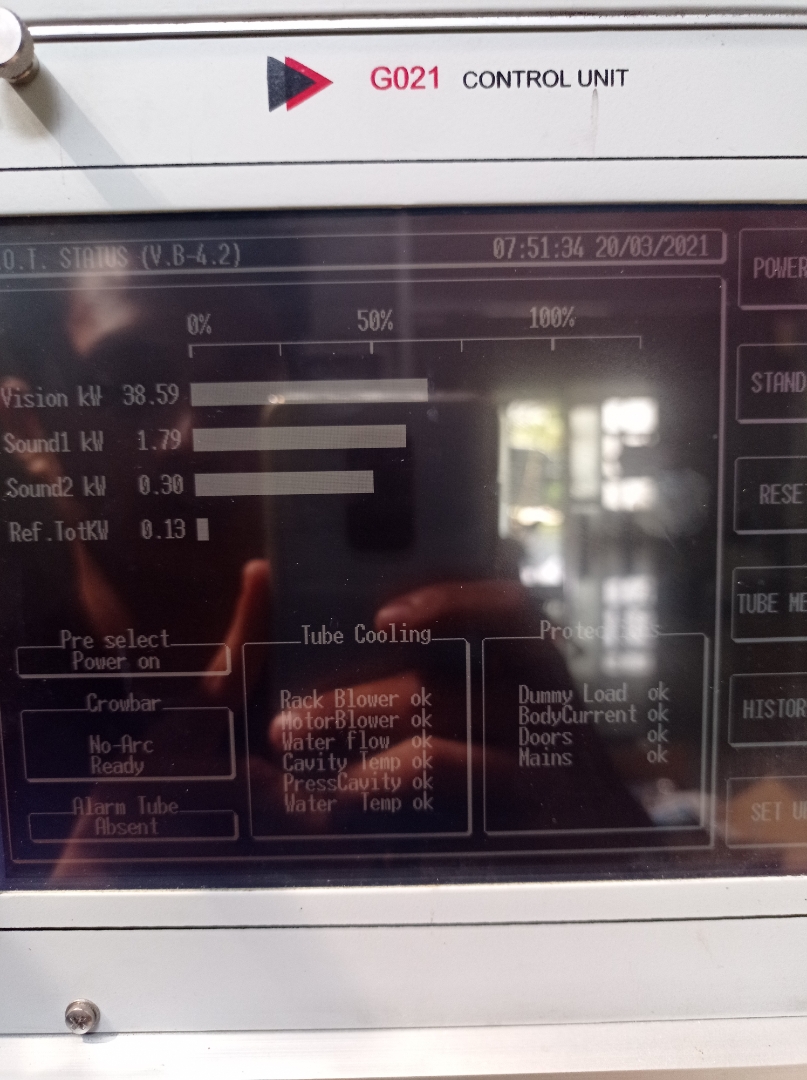 G021 CONTROL UNIT
.O.T. STATUS (V.B-4.2) 07:51:34 20/03/2021
0% 50% 100%
Vision kW 38.59
Sound1 kW 1.79
Sound2 kW 0.30
Ref.TotKW 0.13
POWER
STAND
RESE
TUBE ME
HISTOR
SET U
Pre select
Power on
Crowbar
No-Arc
Ready
Alarm Tube
Absent
Tube Cooling
Rack Blower ok
MotorBlower ok
Water flow ok
Cavity Temp ok
PressCavity ok
Water Temp ok
Dummy Load ok
BodyCurrent ok
Doors ok
Mains ok